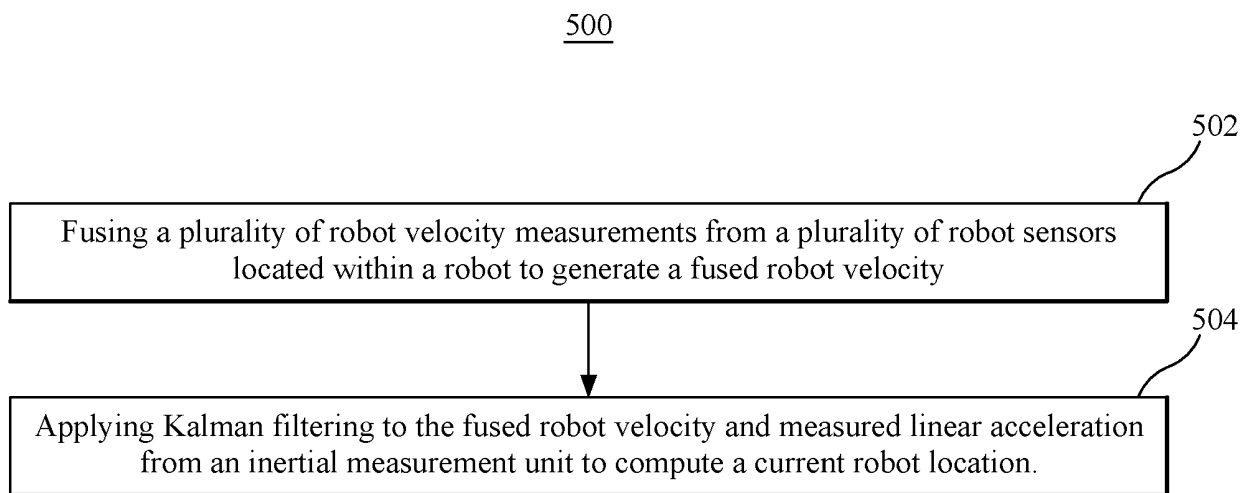 500
502
Fusing a plurality of robot velocity measurements from a plurality of robot sensors
located within a robot to generate a fused robot velocity
504
Applying Kalman filtering to the fused robot velocity and measured linear acceleration
from an inertial measurement unit to compute a current robot location.